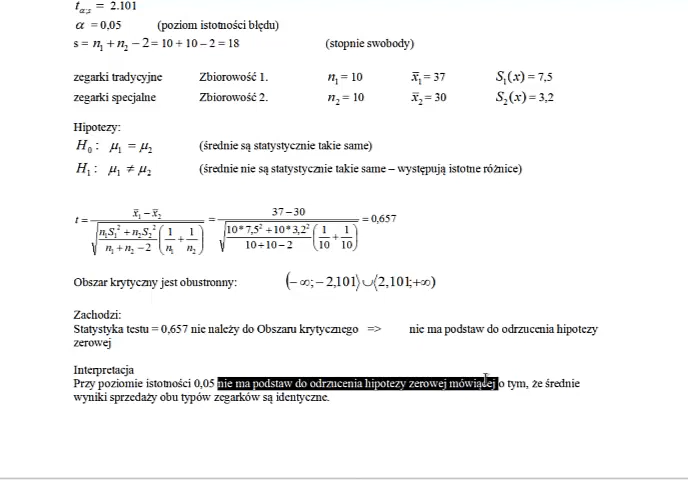 t_{α;s} = 2.101
α = 0,05 (poziom istotności błędu)
s = n₁ + n₂ − 2 = 10 + 10 − 2 = 18 (stopnie swobody)
zegarki tradycyjne Zbiorowość 1. n₁ = 10 x̄₁ = 37 S₁(x) = 7,5
zegarki specjalne Zbiorowość 2. n₂ = 10 x̄₂ = 30 S₂(x) = 3,2
Hipotezy:
H₀ : μ₁ = μ₂ (średnie są statystycznie takie same)
H₁ : μ₁ ≠ μ₂ (średnie nie są statystycznie takie same – występują istotne różnice)
t = (x̄₁ − x̄₂) / √( (n₁S₁² + n₂S₂²) / (n₁ + n₂ − 2) (1/n₁ + 1/n₂) ) = (37 − 30) / √( (10*7,5² + 10*3,2²) / (10 + 10 − 2) (1/10 + 1/10) ) = 0,657
Obszar krytyczny jest obustronny: (− ∞; − 2,101⟩ ∪ ⟨2,101; +∞)
Zachodzi:
Statystyka testu = 0,657 nie należy do Obszaru krytycznego => nie ma podstaw do odrzucenia hipotezy
zerowej
Interpretacja
Przy poziomie istotności 0,05 nie ma podstaw do odrzucenia hipotezy zerowej mówiącej o tym, że średnie
wyniki sprzedaży obu typów zegarków są identyczne.